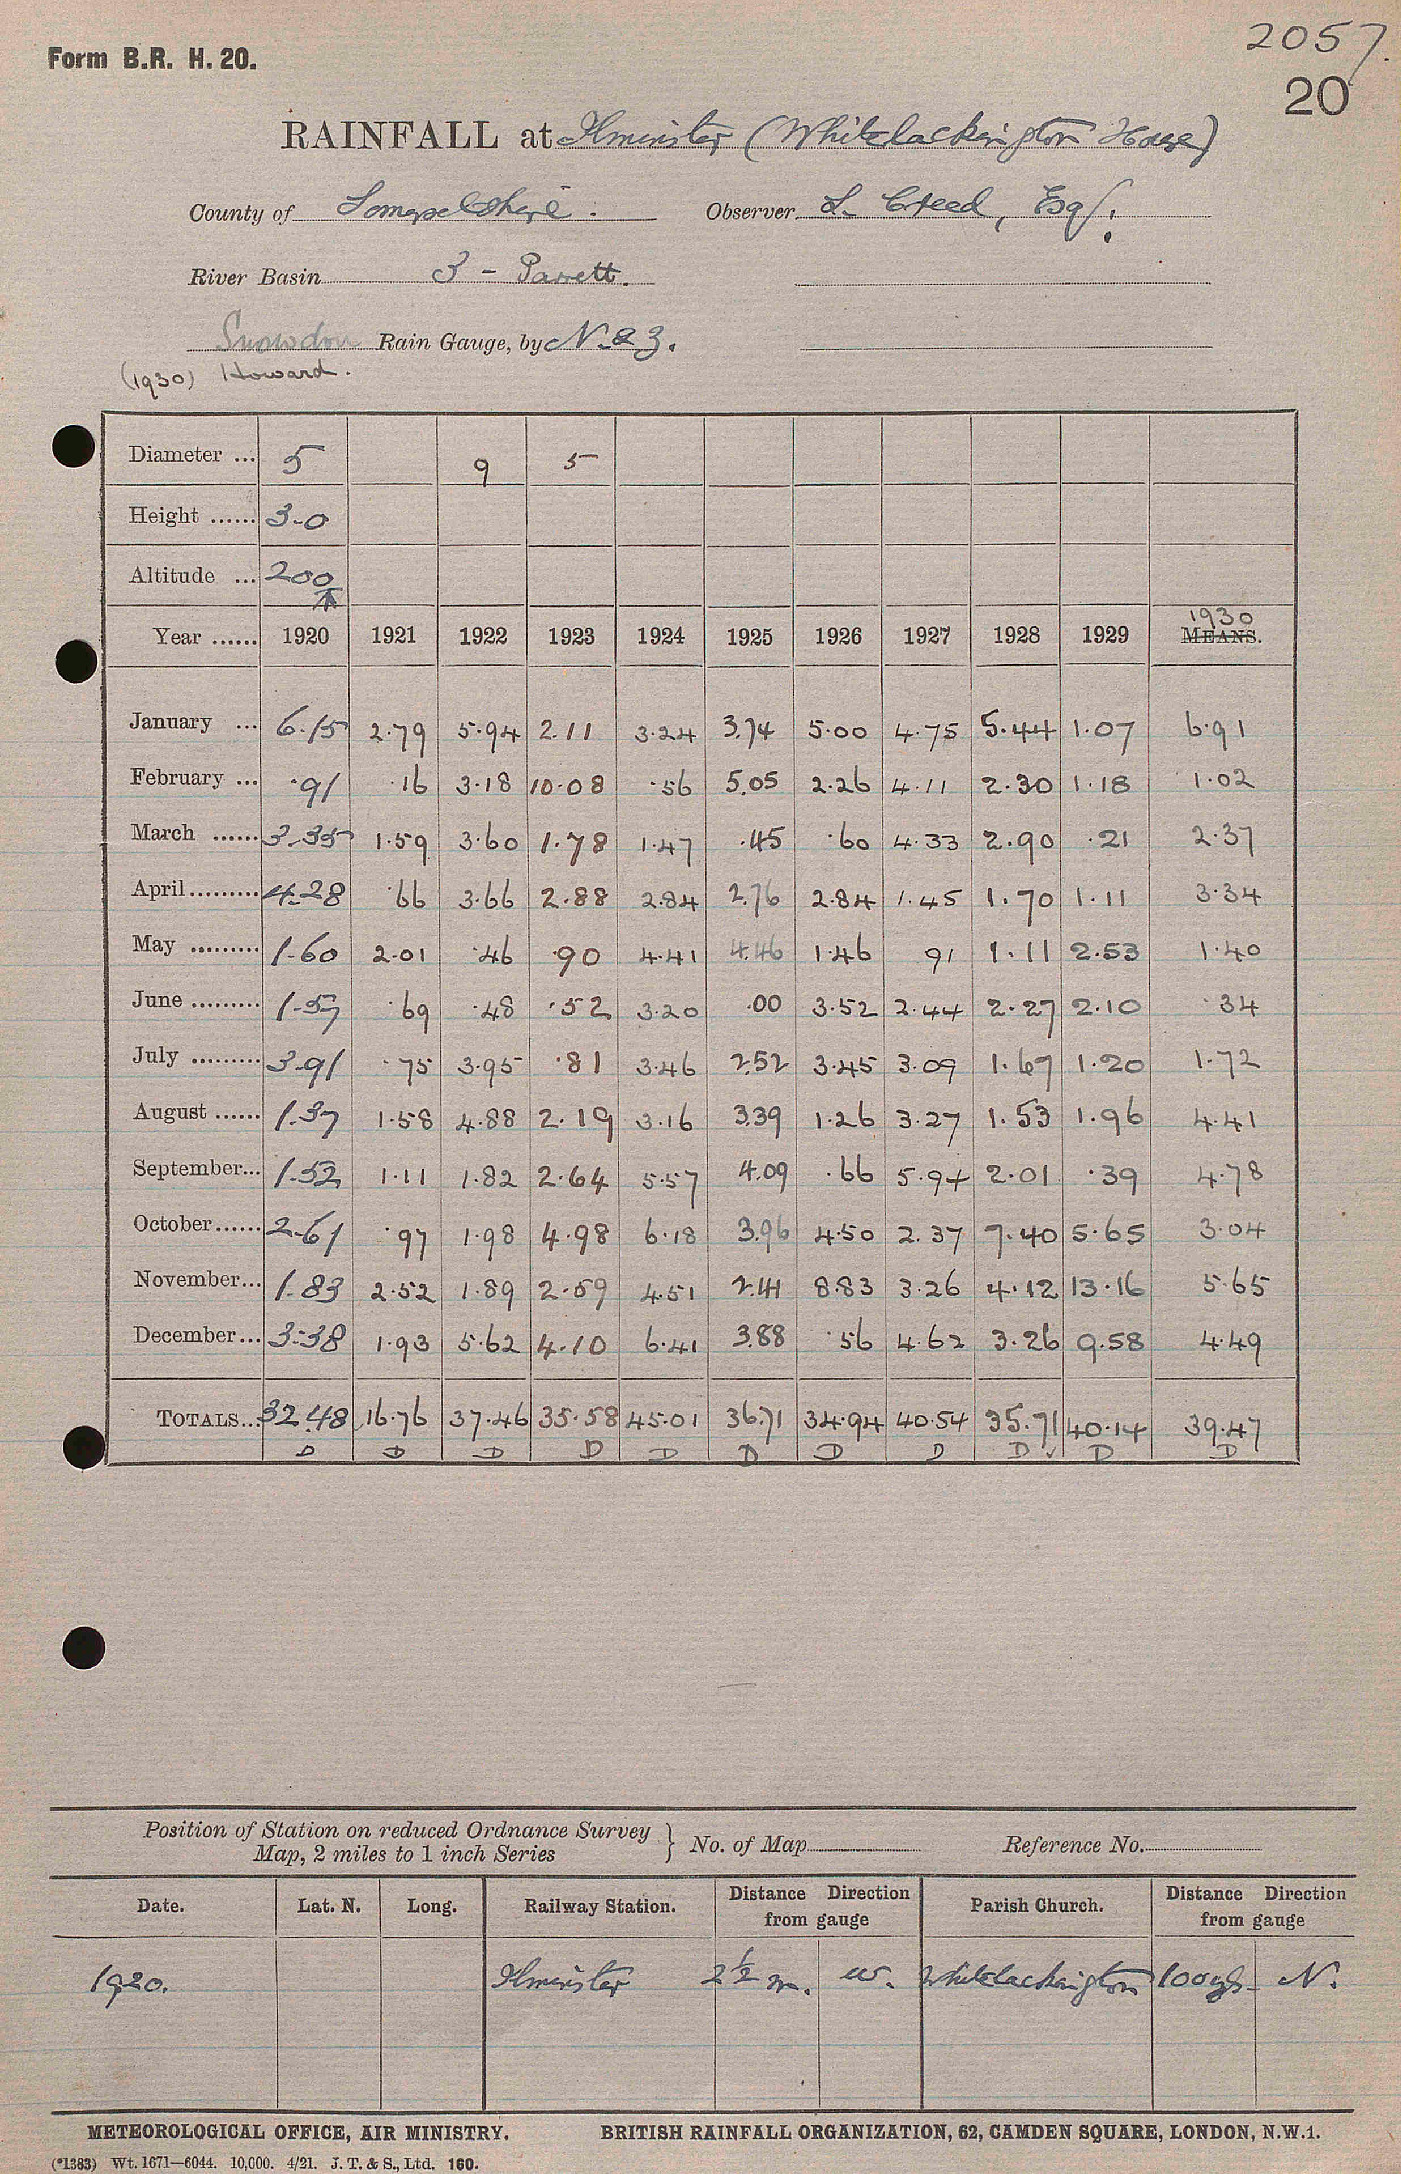 Form B.R. H. 20.
2057.
20
RAINFALL at Ilminster (Whitelackington House)
County of Somersetshire. Observer L. Creed, Esq.
River Basin 3 - Parrett.
Snowdon Rain Gauge, by N & Z.
(1930) Howard.
Diameter ... 5 9 5
Height ...... 3-0
Altitude ... 200
1930
Year ...... 1920 1921 1922 1923 1924 1925 1926 1927 1928 1929 MEANS.
January ... 6.15 2.79 5.94 2.11 3.24 3.74 5.00 4.75 5.44 1.07 6.91
February ... .91 .16 3.18 10.08 .56 5.05 2.26 4.11 2.30 1.18 1.02
March ...... 3.35 1.59 3.60 1.78 1.47 .45 .60 4.33 2.90 .21 2.37
April......... 4.28 .66 3.66 2.88 2.84 2.76 2.84 1.45 1.70 1.11 3.34
May ......... 1.60 2.01 .46 .90 4.41 4.46 1.46 91 1.11 2.53 1.40
June ......... 1.57 .69 .48 .52 3.20 .00 3.52 2.44 2.27 2.10 .34
July ......... 3.91 .75 3.95 .81 3.46 2.52 3.45 3.09 1.67 1.20 1.72
August ...... 1.37 1.58 4.88 2.19 3.16 3.39 1.26 3.27 1.53 1.96 4.41
September... 1.52 1.11 1.82 2.64 5.57 4.09 .66 5.94 2.01 .39 4.78
October...... 2.61 .97 1.98 4.98 6.18 3.96 4.50 2.37 7.40 5.65 3.04
November... 1.83 2.52 1.89 2.59 4.51 2.41 8.83 3.26 4.12 13.16 5.65
December... 3.38 1.93 5.62 4.10 6.41 3.88 .56 4.62 3.26 9.58 4.49
TOTALS... 32.48 16.76 37.46 35.58 45.01 36.71 34.94 40.54 35.71 40.14 39.47
D D D D D D D D D ✓ D D
Position of Station on reduced Ordnance Survey Map, 2 miles to 1 inch Series } No. of Map Reference No.
Date. Lat. N. Long. Railway Station. Distance Direction from gauge Parish Church. Distance Direction from gauge
1920. Ilminster 2½ m. W. Whitelackington 100 yds N.
METEOROLOGICAL OFFICE, AIR MINISTRY. BRITISH RAINFALL ORGANIZATION, 62, CAMDEN SQUARE, LONDON, N.W.1.
(*1383) Wt. 1671—6044. 10,000. 4/21. J. T. & S., Ltd. 160.